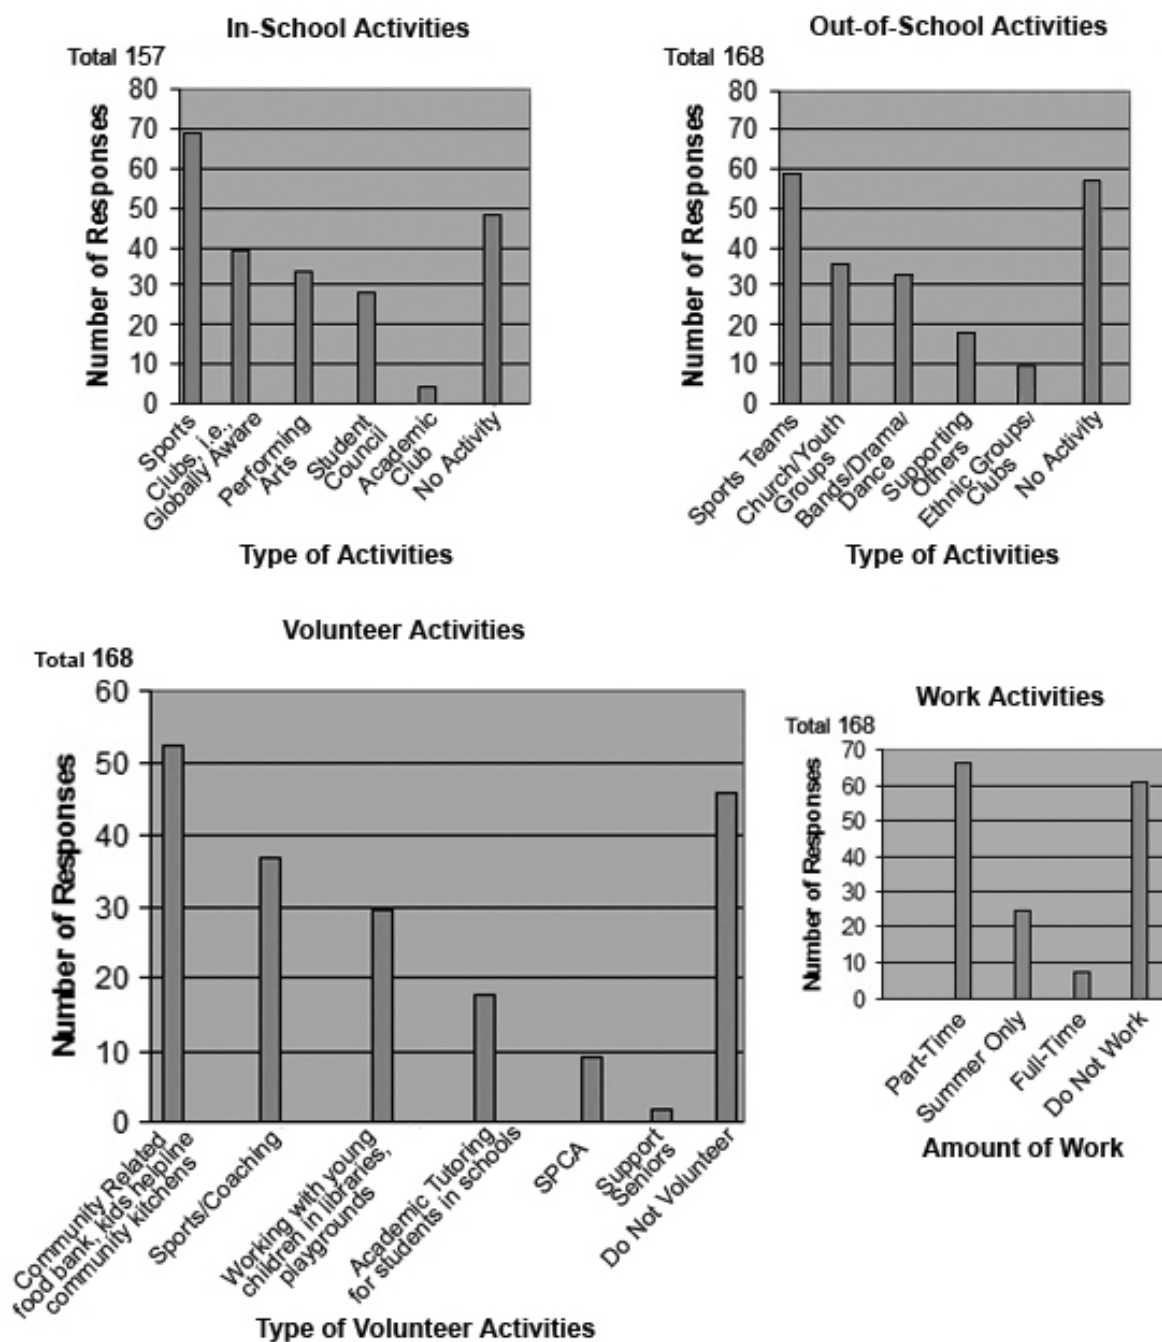 In-School Activities
Total 157
Number of Responses
80
70
60
50
40
30
20
10
0
Sports
Clubs, i.e.,
Globally Aware
Performing
Arts
Student
Council
Academic
Club
No Activity
Type of Activities
Out-of-School Activities
Total 168
Number of Responses
80
70
60
50
40
30
20
10
0
Sports Teams
Church/Youth
Groups
Bands/Drama/
Dance
Supporting
Others
Ethnic Groups/
Clubs
No Activity
Type of Activities
Volunteer Activities
Total 168
Number of Responses
60
50
40
30
20
10
0
Community Related
food bank, kids helpline
community kitchens
Sports/Coaching
Working with young
children in libraries,
playgrounds
Academic Tutoring
for students in schools
SPCA
Support
Seniors
Do Not Volunteer
Type of Volunteer Activities
Work Activities
Total 168
Number of Responses
70
60
50
40
30
20
10
0
Part-Time
Summer Only
Full-Time
Do Not Work
Amount of Work